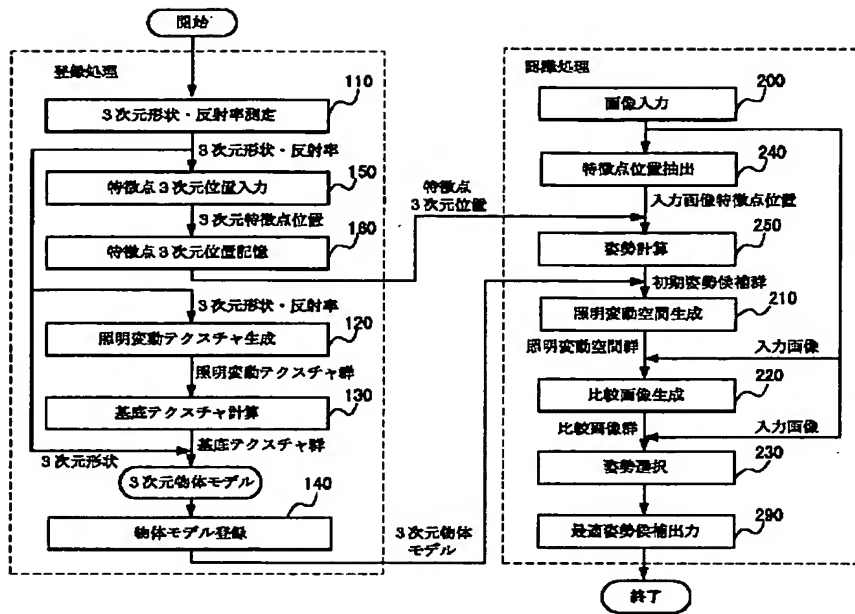 開始
登録処理
110
3次元形状・反射率測定
3次元形状・反射率
150
特徴点3次元位置入力
3次元特徴点位置
160
特徴点3次元位置記憶
3次元形状・反射率
120
照明変動テクスチャ生成
照明変動テクスチャ群
130
基底テクスチャ計算
3次元形状
基底テクスチャ群
3次元物体モデル
140
物体モデル登録
特徴点
3次元位置
3次元物体
モデル
画像処理
200
画像入力
240
特徴点位置抽出
入力画像特徴点位置
250
姿勢計算
初期姿勢候補群
210
照明変動空間生成
照明変動空間群
入力画像
220
比較画像生成
比較画像群
入力画像
230
姿勢選択
290
最適姿勢候補出力
終了